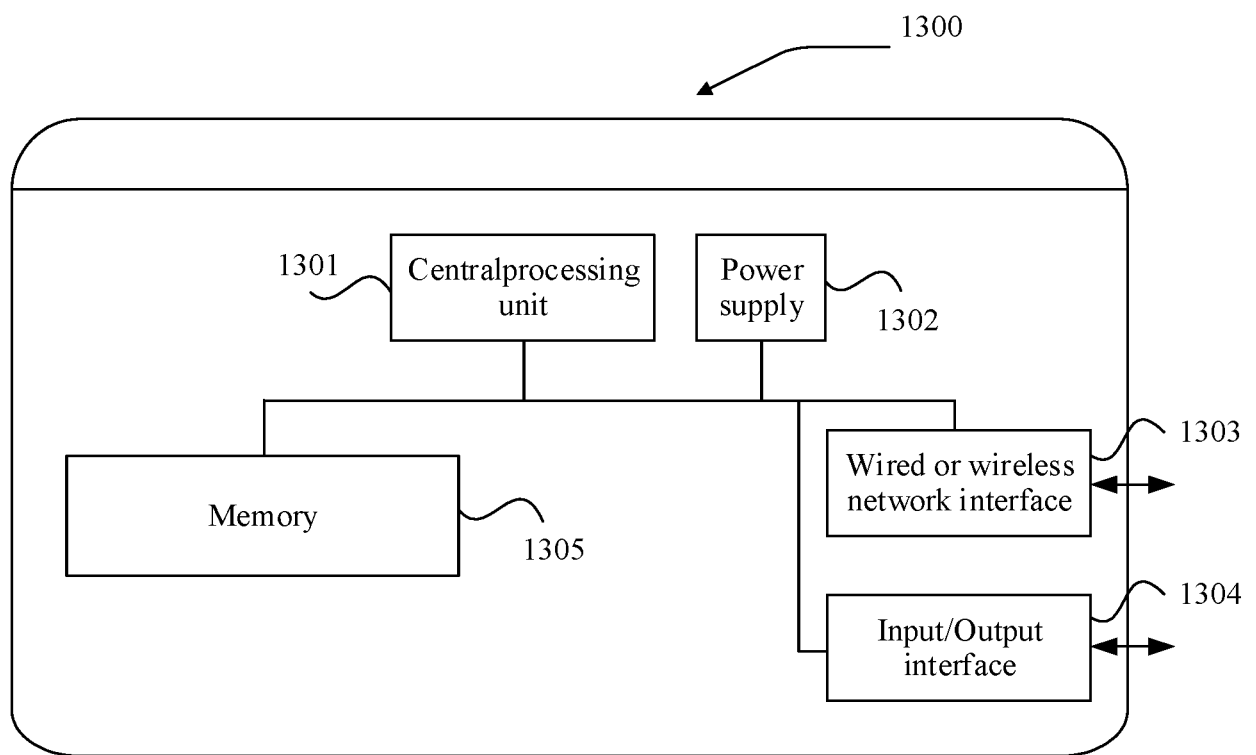 1300
1301
Centralprocessing
unit
Power
supply
1302
Memory
1305
Wired or wireless
network interface
1303
Input/Output
interface
1304